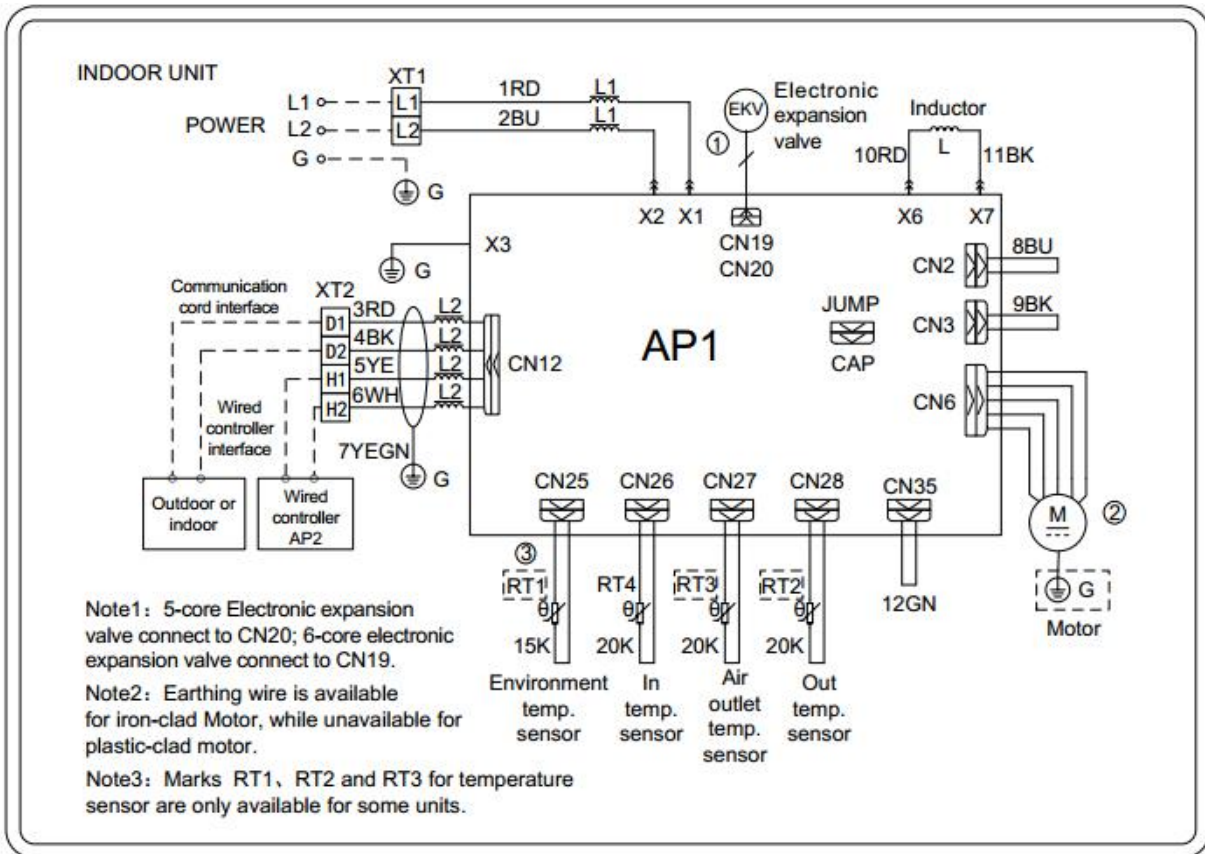 INDOOR UNIT
POWER
L1
L2
G
XT1
L1
L2
1RD
2BU
L1
L1
G
EKV
Electronic
expansion
valve
①
Inductor
L
10RD
11BK
X2
X1
CN19
CN20
X6
X7
X3
G
Communication
cord interface
XT2
D1
D2
H1
H2
3RD
4BK
5YE
6WH
L2
L2
L2
L2
CN12
7YEGN
G
Wired
controller
interface
Outdoor or
indoor
Wired
controller
AP2
AP1
JUMP
CAP
CN2
8BU
CN3
9BK
CN6
M
②
G
Motor
CN25
CN26
CN27
CN28
CN35
③
RT1
RT4
RT3
RT2
θ
θ
θ
θ
15K
20K
20K
20K
12GN
Environment
temp.
sensor
In
temp.
sensor
Air
outlet
temp.
sensor
Out
temp.
sensor
Note1：5-core Electronic expansion
valve connect to CN20; 6-core electronic
expansion valve connect to CN19.
Note2：Earthing wire is available
for iron-clad Motor, while unavailable for
plastic-clad motor.
Note3：Marks RT1、RT2 and RT3 for temperature
sensor are only available for some units.